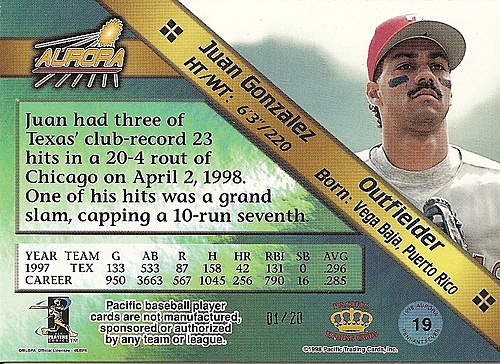 AURORA
Juan Gonzalez
HT/WT: 6'3"/220
Outfielder
Born: Vega Baja, Puerto Rico
Juan had three of
Texas' club-record 23
hits in a 20-4 rout of
Chicago on April 2, 1998.
One of his hits was a grand
slam, capping a 10-run seventh.
YEAR TEAM G AB R H HR RBI SB AVG
1997 TEX 133 533 87 158 42 131 0 .296
CAREER 950 3663 567 1045 256 790 16 .285
Pacific baseball player
cards are not manufactured,
sponsored or authorized
by any team or league.
01/20
PACIFIC
©1998 Pacific Trading Cards, Inc.
19